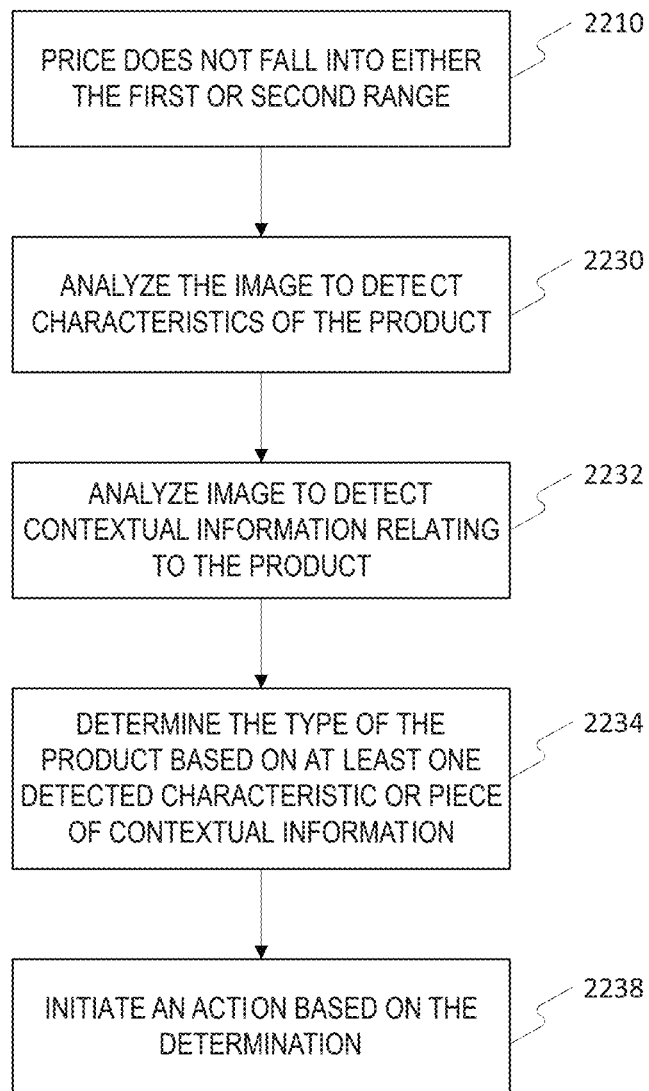 2210
PRICE DOES NOT FALL INTO EITHER
THE FIRST OR SECOND RANGE
2230
ANALYZE THE IMAGE TO DETECT
CHARACTERISTICS OF THE PRODUCT
2232
ANALYZE IMAGE TO DETECT
CONTEXTUAL INFORMATION RELATING
TO THE PRODUCT
2234
DETERMINE THE TYPE OF THE
PRODUCT BASED ON AT LEAST ONE
DETECTED CHARACTERISTIC OR PIECE
OF CONTEXTUAL INFORMATION
2238
INITIATE AN ACTION BASED ON THE
DETERMINATION